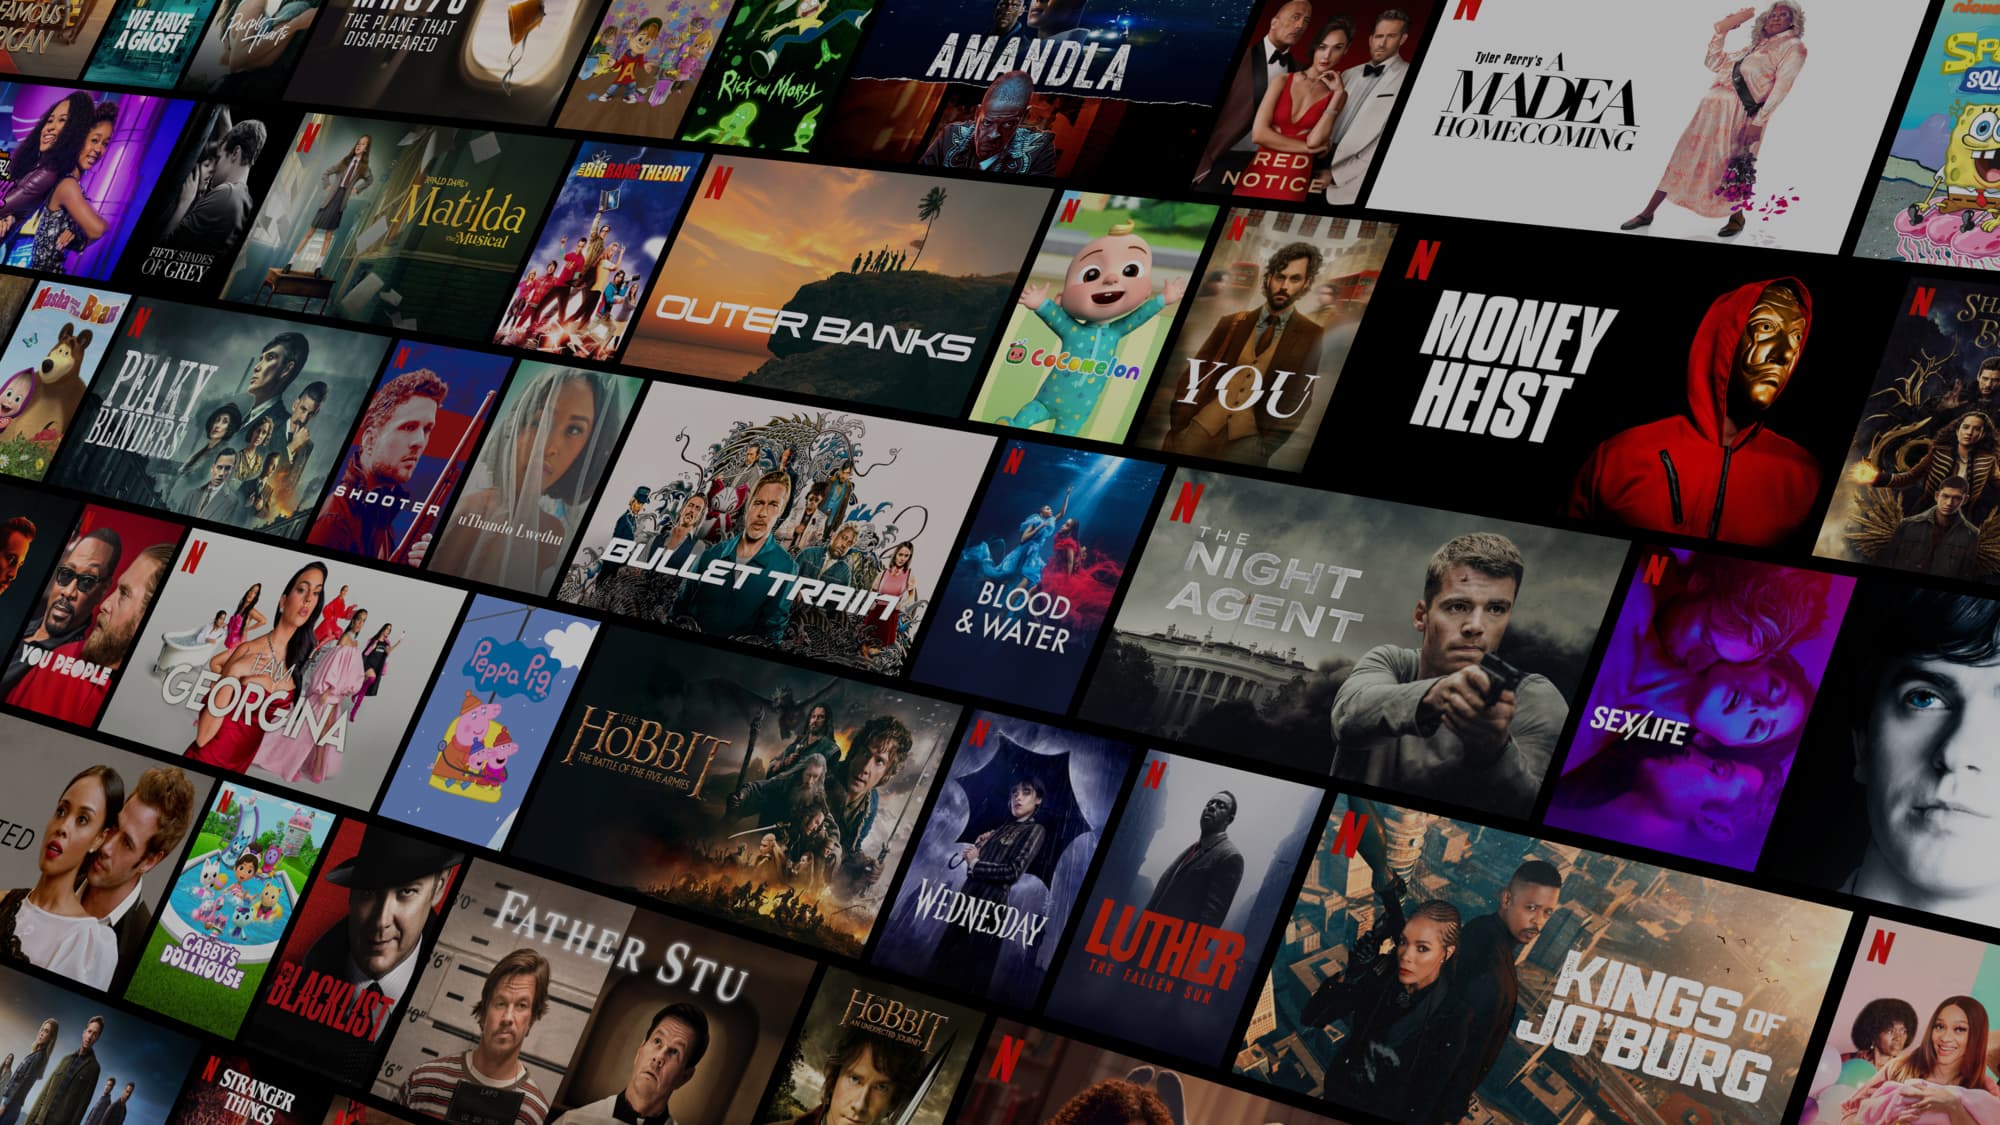 FAMOUS
RICAN
WE HAVE
A GHOST
Purple
Hearts
MH370
THE PLANE THAT
DISAPPEARED
A
RICK AND MORTY
AMANDLA
RED
NOTICE
N
Tyler Perry's A
MADEA
HOMECOMING
SQU
FIFTY SHADES
OF GREY
N
ROALD DAHL'S
Matilda
The Musical
THE BIG BANG THEORY
N
OUTER BANKS
N
CoComelon
N
YOU
N
MONEY
HEIST
N
Masha and the Bear
N
PEAKY
BLINDERS
N
SHOOTER
uThando Lwethu
BULLET TRAIN
N
BLOOD
& WATER
N
THE
NIGHT
AGENT
N
SEX/LIFE
N
YOU PEOPLE
N
I AM
GEORGINA
Peppa Pig
THE
HOBBIT
THE BATTLE OF THE FIVE ARMIES
N
WEDNESDAY
N
LUTHER
THE FALLEN SUN
N
KINGS OF
JO'BURG
N
TED
N
GABBY'S
DOLLHOUSE
BLACKLIST
FATHER STU
THE
HOBBIT
AN UNEXPECTED JOURNEY
N
N
STRANGER
THINGS